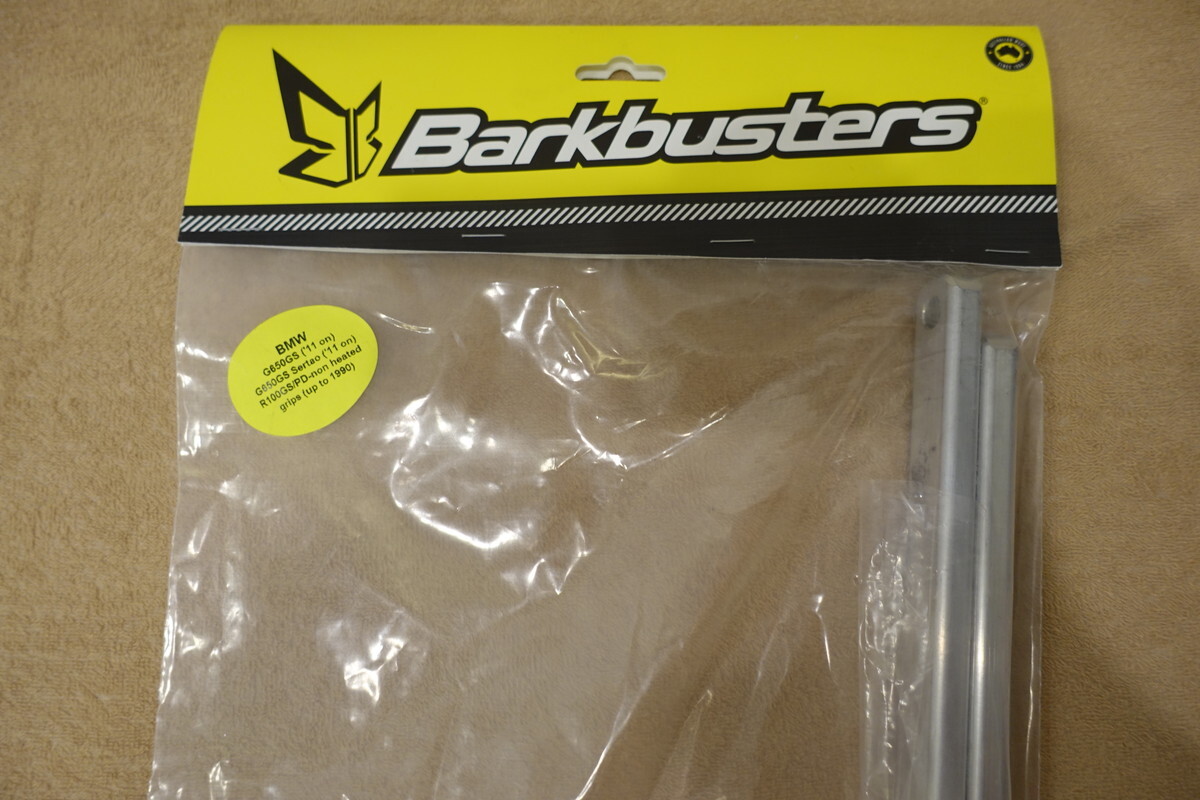 Barkbusters®
BMW
G650GS ('11 on)
G650GS Sertao ('11 on)
R100GS/PD-non heated
grips (up to 1990)